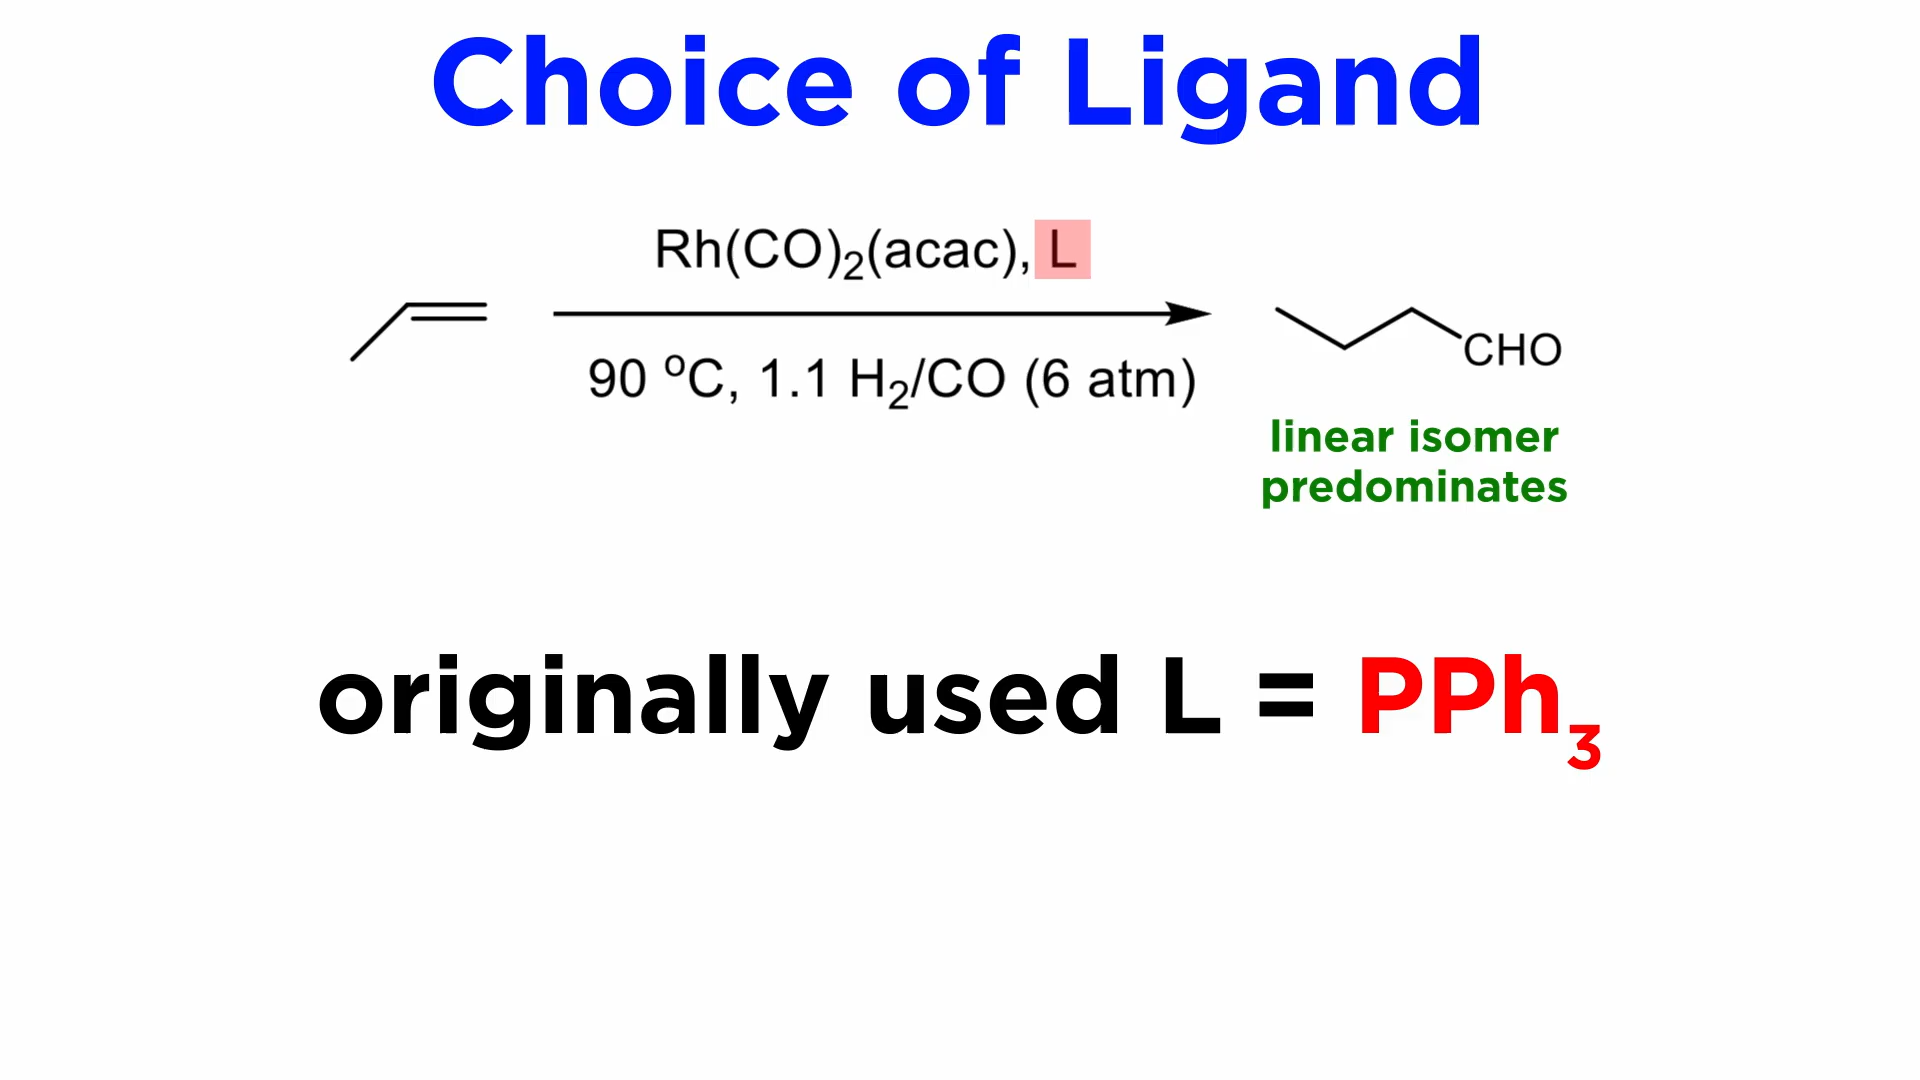 Choice of Ligand
Rh(CO)₂(acac), L
90 ºC, 1.1 H₂/CO (6 atm)
CHO
linear isomer
predominates
originally used L = PPh₃